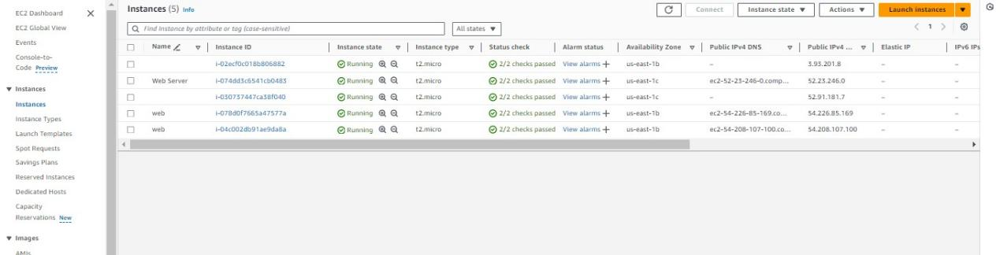 EC2 Dashboard
EC2 Global View
Events
Console-to-
Code Preview
Instances
Instances
Instance Types
Launch Templates
Spot Requests
Savings Plans
Reserved Instances
Dedicated Hosts
Capacity
Reservations New
Images
AMIs
Instances (5) Info
Connect Instance state Actions Launch instances
Find Instance by attribute or tag (case-sensitive) All states 1
Name Instance ID Instance state Instance type Status check Alarm status Availability Zone Public IPv4 DNS Public IPv4 ... Elastic IP IPv6 IPs
i-02ecf0c018b806882 Running t2.micro 2/2 checks passed View alarms + us-east-1b – 3.93.201.8 – –
Web Server i-074dd3c6541cb0483 Running t2.micro 2/2 checks passed View alarms + us-east-1c ec2-52-23-246-0.comp... 52.23.246.0 – –
i-030737447ca38f040 Running t2.micro 2/2 checks passed View alarms + us-east-1c – 52.91.181.7 – –
web i-078d0f7665a47577a Running t2.micro 2/2 checks passed View alarms + us-east-1b ec2-54-226-85-169.co... 54.226.85.169 – –
web i-04c002db91ae9da8a Running t2.micro 2/2 checks passed View alarms + us-east-1b ec2-54-208-107-100.co... 54.208.107.100 – –